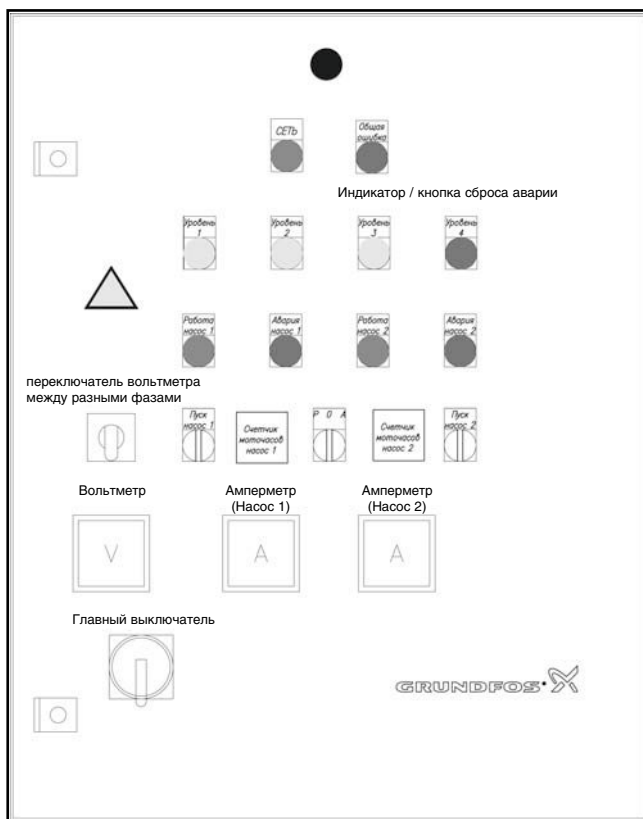 СЕТЬ
Общая
ошибка
Индикатор / кнопка сброса аварии
Уровень
1
Уровень
2
Уровень
3
Уровень
4
Работа
насос 1
Авария
насос 1
Работа
насос 2
Авария
насос 2
переключатель вольтметра
между разными фазами
Пуск
насос 1
Счетчик
моточасов
насос 1
Р О А
Счетчик
моточасов
насос 2
Пуск
насос 2
Вольтметр
Амперметр
(Насос 1)
Амперметр
(Насос 2)
V
A
A
Главный выключатель
GRUNDFOS